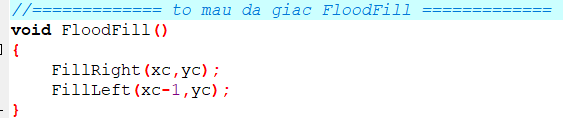 //============= to mau da giac FloodFill =============
void FloodFill()
{
    FillRight(xc,yc);
    FillLeft(xc-1,yc);
}